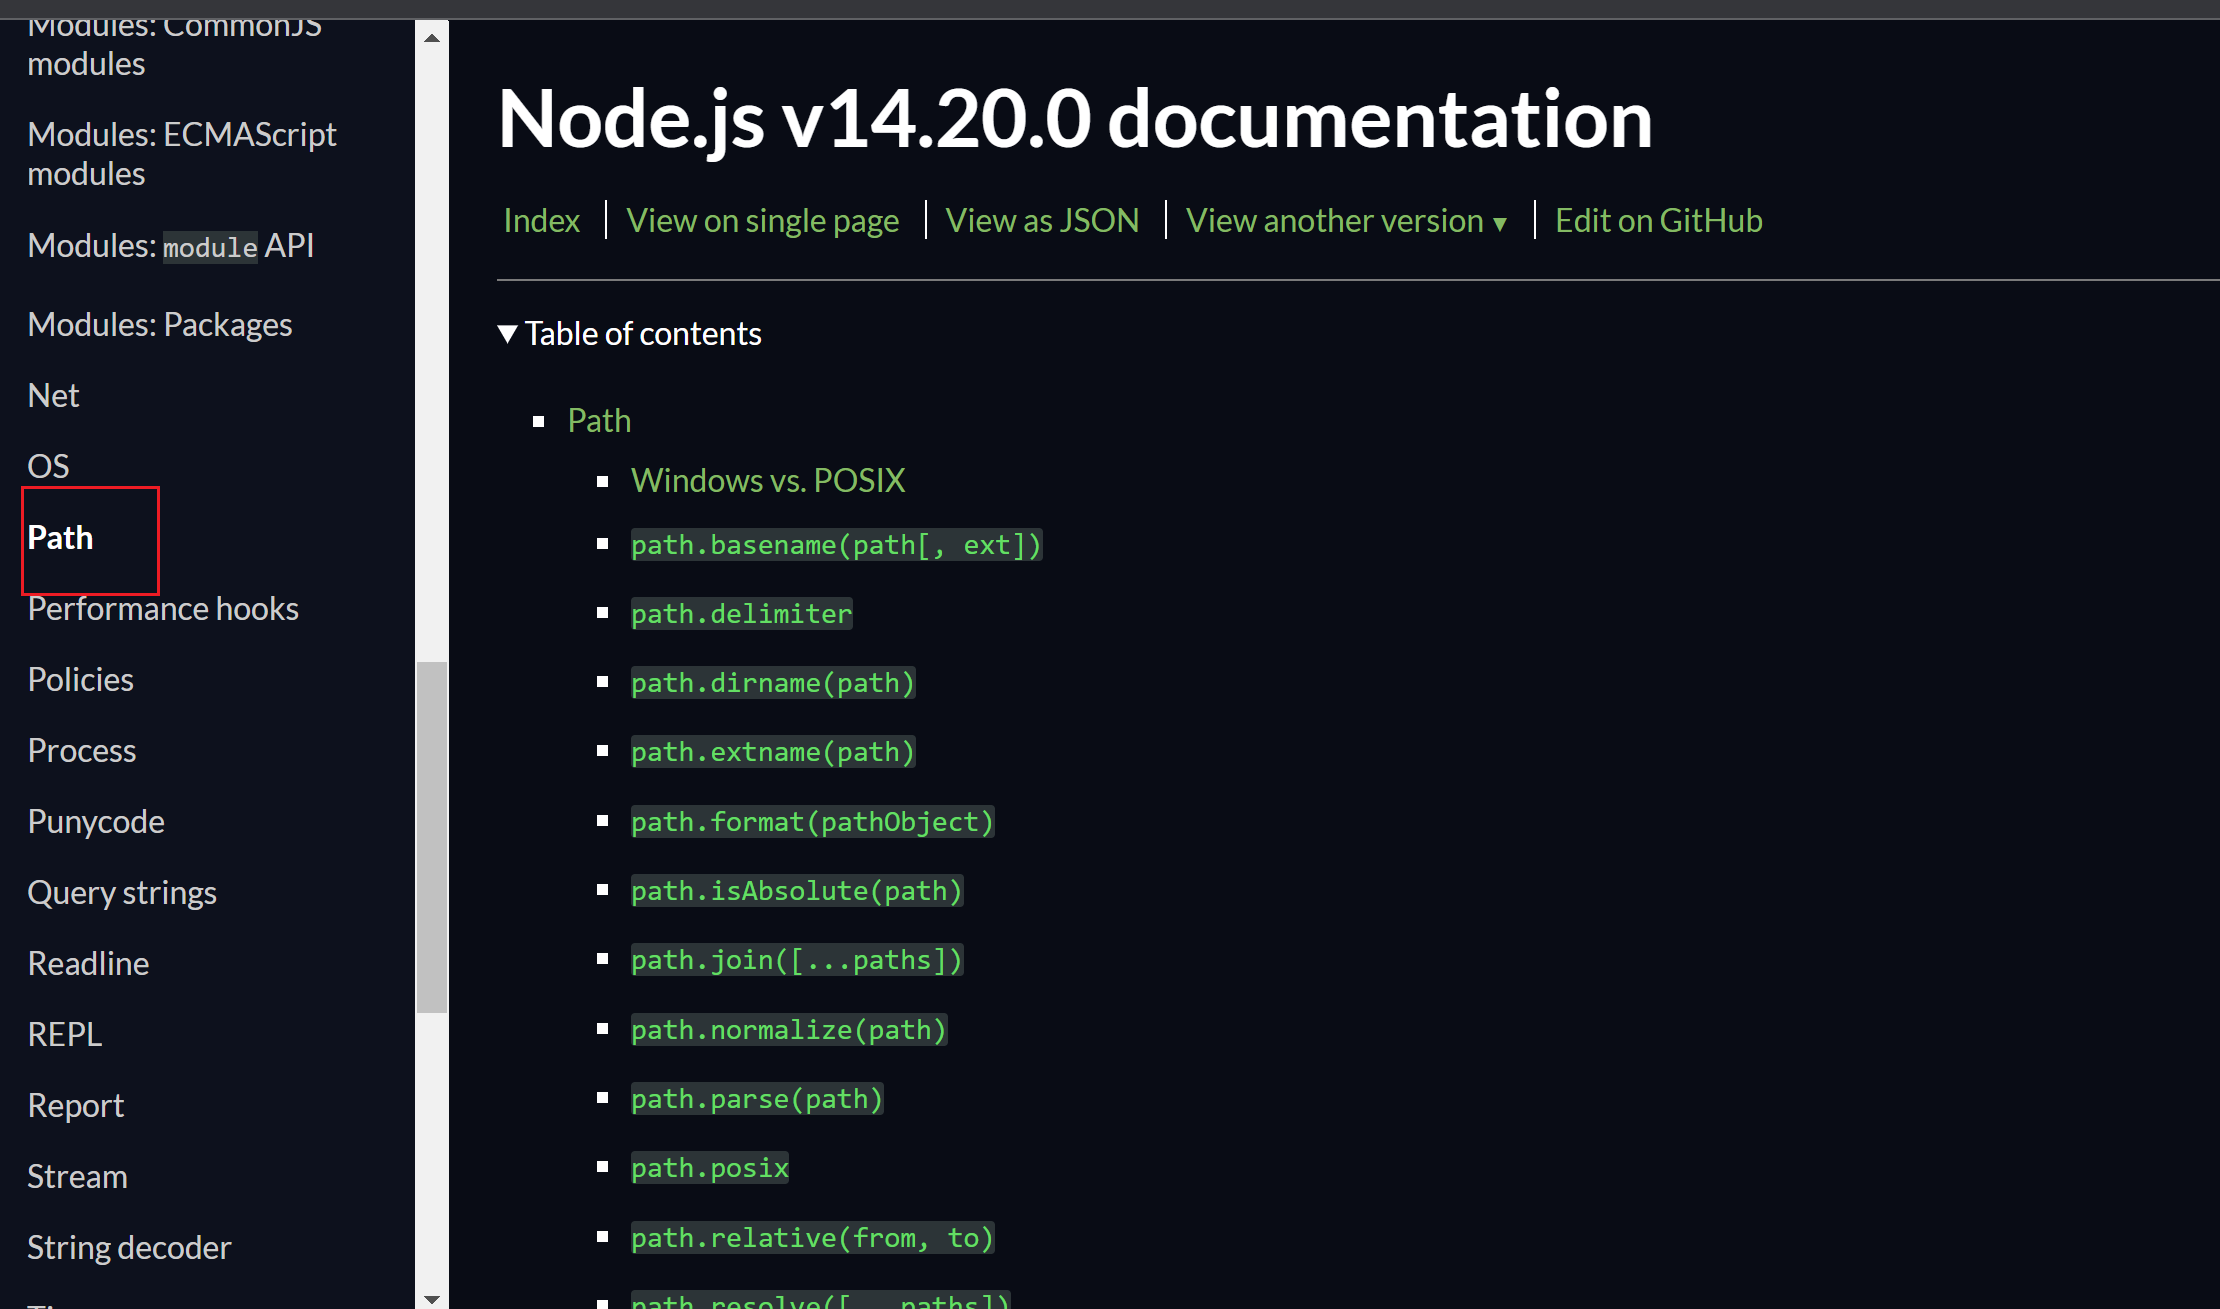 Modules: CommonJS
modules
Modules: ECMAScript
modules
Modules: module API
Modules: Packages
Net
OS
Path
Performance hooks
Policies
Process
Punycode
Query strings
Readline
REPL
Report
Stream
String decoder
Node.js v14.20.0 documentation
Index
View on single page
View as JSON
View another version ▼
Edit on GitHub
▼ Table of contents
Path
Windows vs. POSIX
path.basename(path[, ext])
path.delimiter
path.dirname(path)
path.extname(path)
path.format(pathObject)
path.isAbsolute(path)
path.join([...paths])
path.normalize(path)
path.parse(path)
path.posix
path.relative(from, to)
path.resolve([...paths])